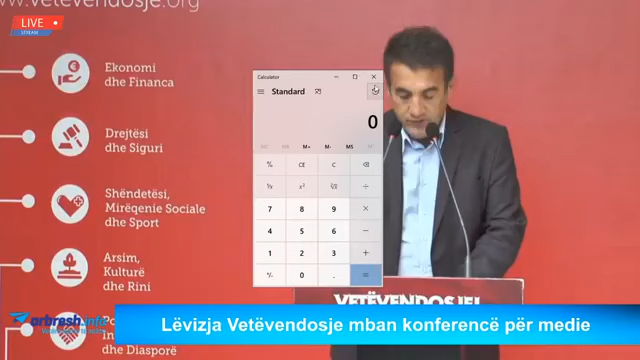 www.vetevendosje.org
LIVE
STREAM
Ekonomi
dhe Financa
Drejtësi
dhe Siguri
Shëndetësi,
Mirëqenie Sociale
dhe Sport
Arsim,
Kulturë
dhe Rini
dhe Diasporë
Calculator
Standard
0
MC MR M+ M- MS
% CE C
¹/x x² ²√x ÷
7 8 9 ×
4 5 6 −
1 2 3 +
+/- 0 . =
VETËVENDOSJE!
arbresh.info
Lëvizja Vetëvendosje mban konferencë për medie